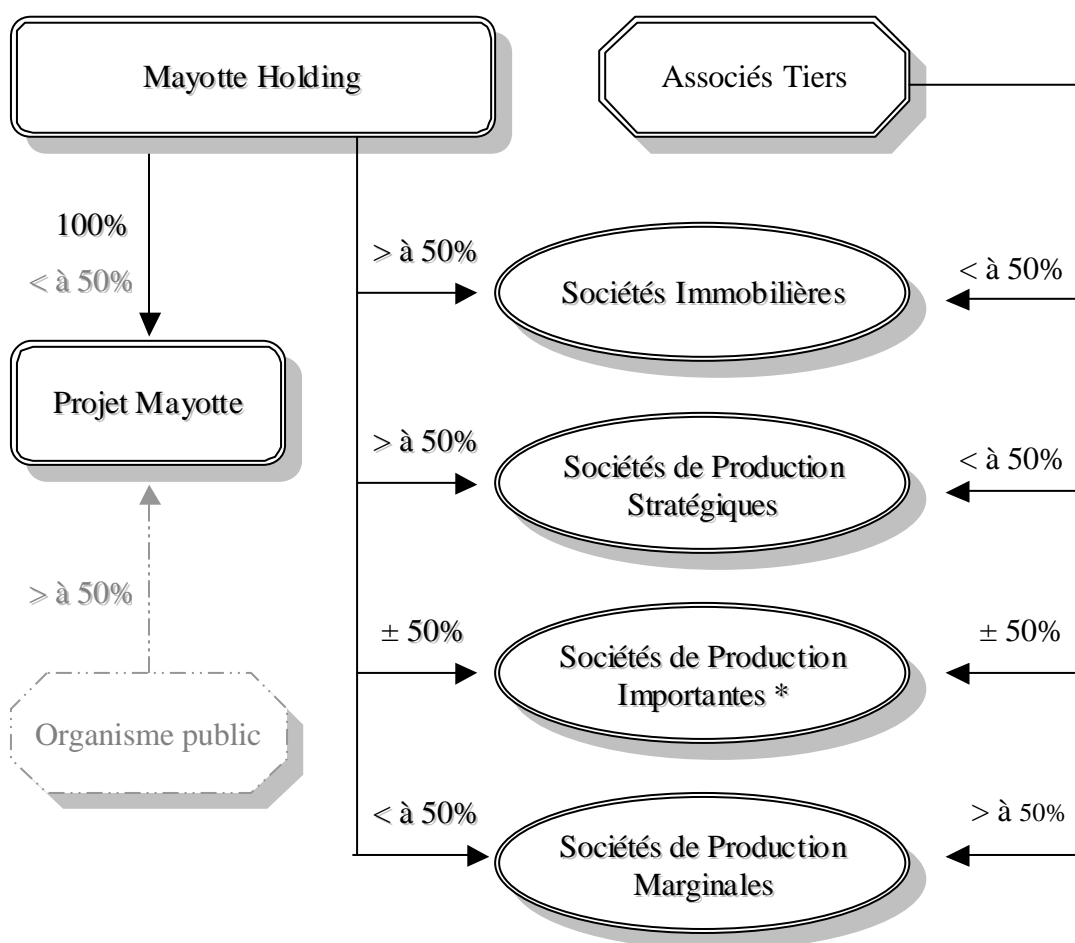 Mayotte Holding
Associés Tiers
100%
< à 50%
> à 50%
Sociétés Immobilières
< à 50%
Projet Mayotte
> à 50%
Sociétés de Production
Stratégiques
< à 50%
> à 50%
± 50%
Sociétés de Production
Importantes *
± 50%
Organisme public
< à 50%
Sociétés de Production
Marginales
> à 50%